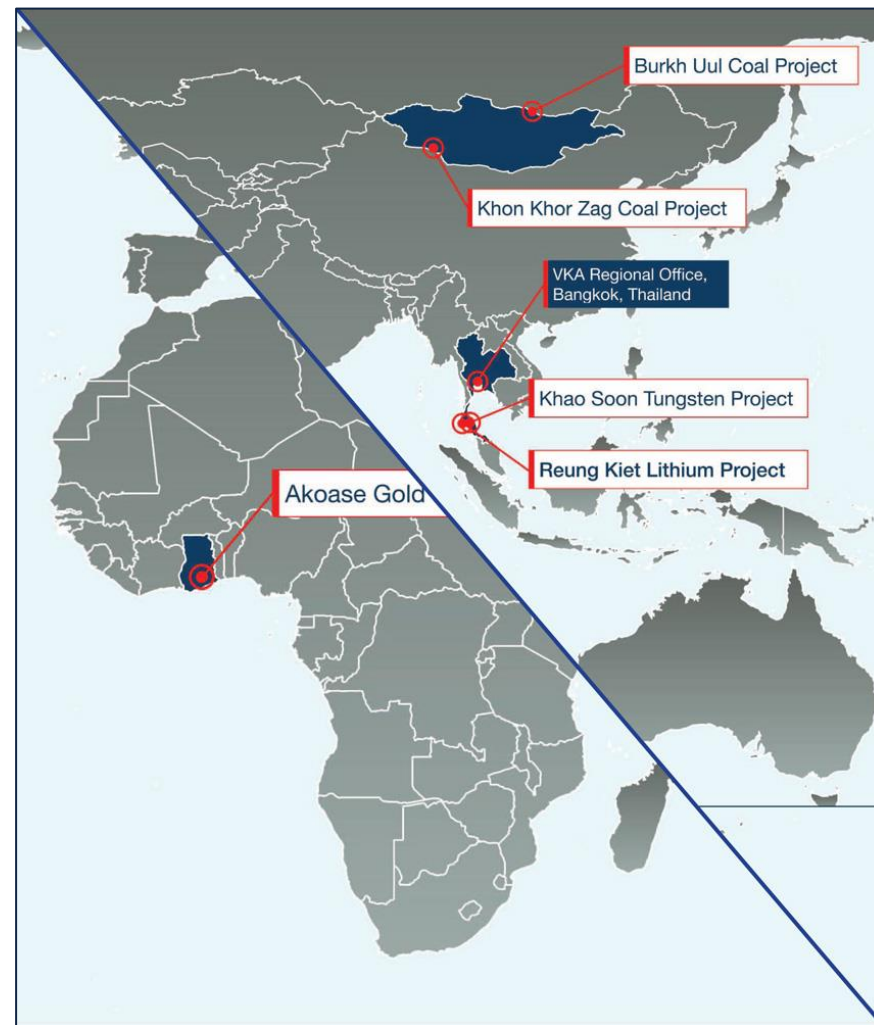 Burkh Uul Coal Project
Khon Khor Zag Coal Project
VKA Regional Office,
Bangkok, Thailand
Khao Soon Tungsten Project
Reung Kiet Lithium Project
Akoase Gold